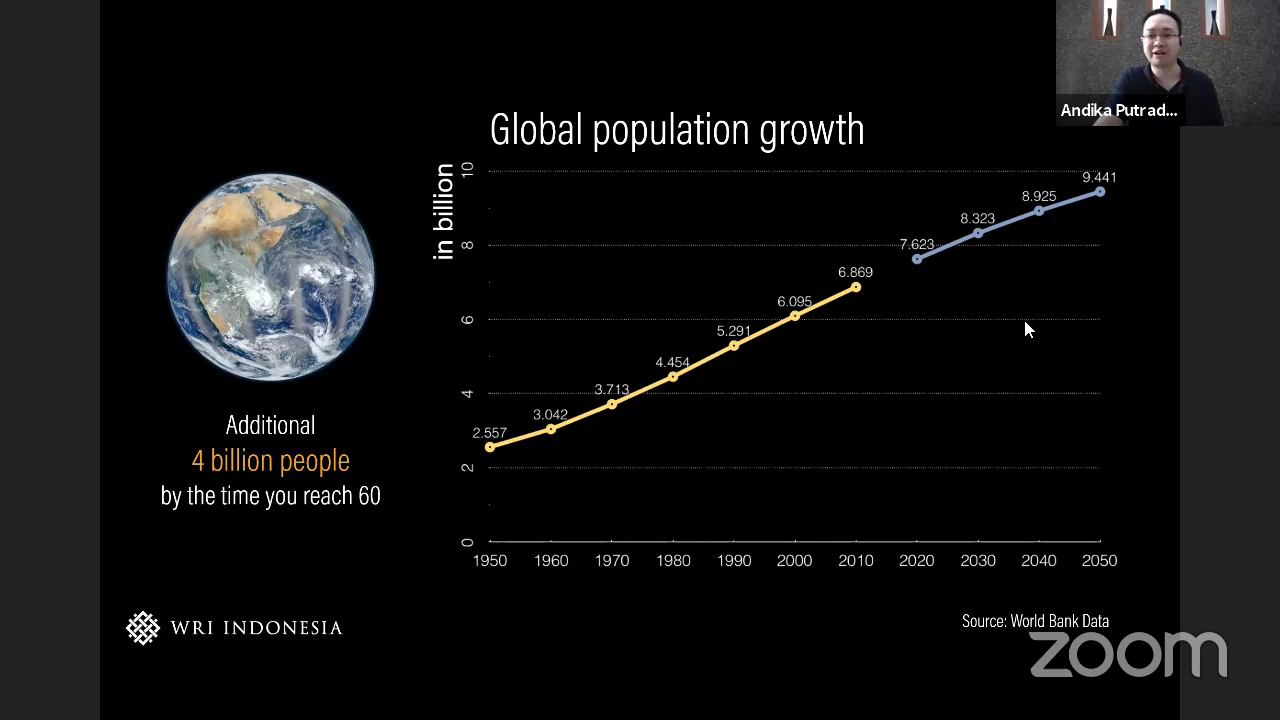 Andika Putrad...
Global population growth
in billion
10
8
6
4
2
0
2.557
3.042
3.713
4.454
5.291
6.095
6.869
7.623
8.323
8.925
9.441
1950 1960 1970 1980 1990 2000 2010 2020 2030 2040 2050
Additional
4 billion people
by the time you reach 60
WRI INDONESIA
Source: World Bank Data
zoom